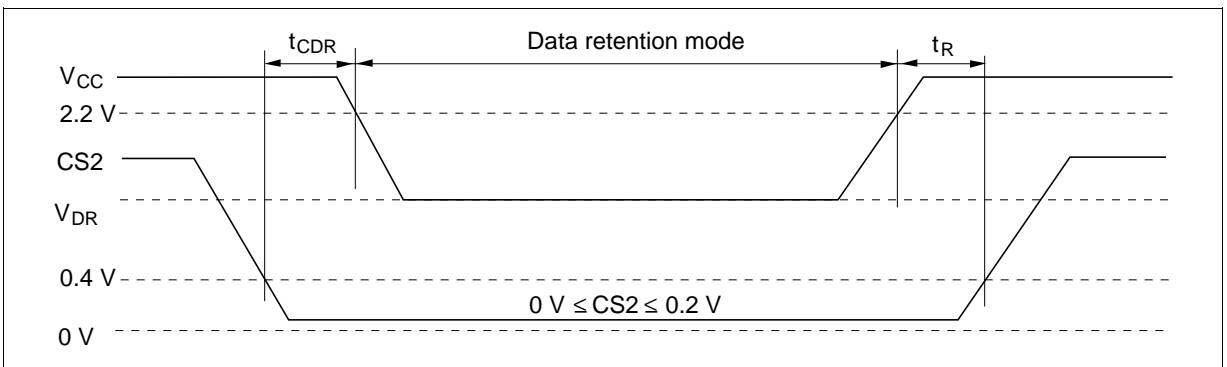 tCDR
Data retention mode
tR
VCC
2.2 V
CS2
VDR
0.4 V
0 V ≤ CS2 ≤ 0.2 V
0 V